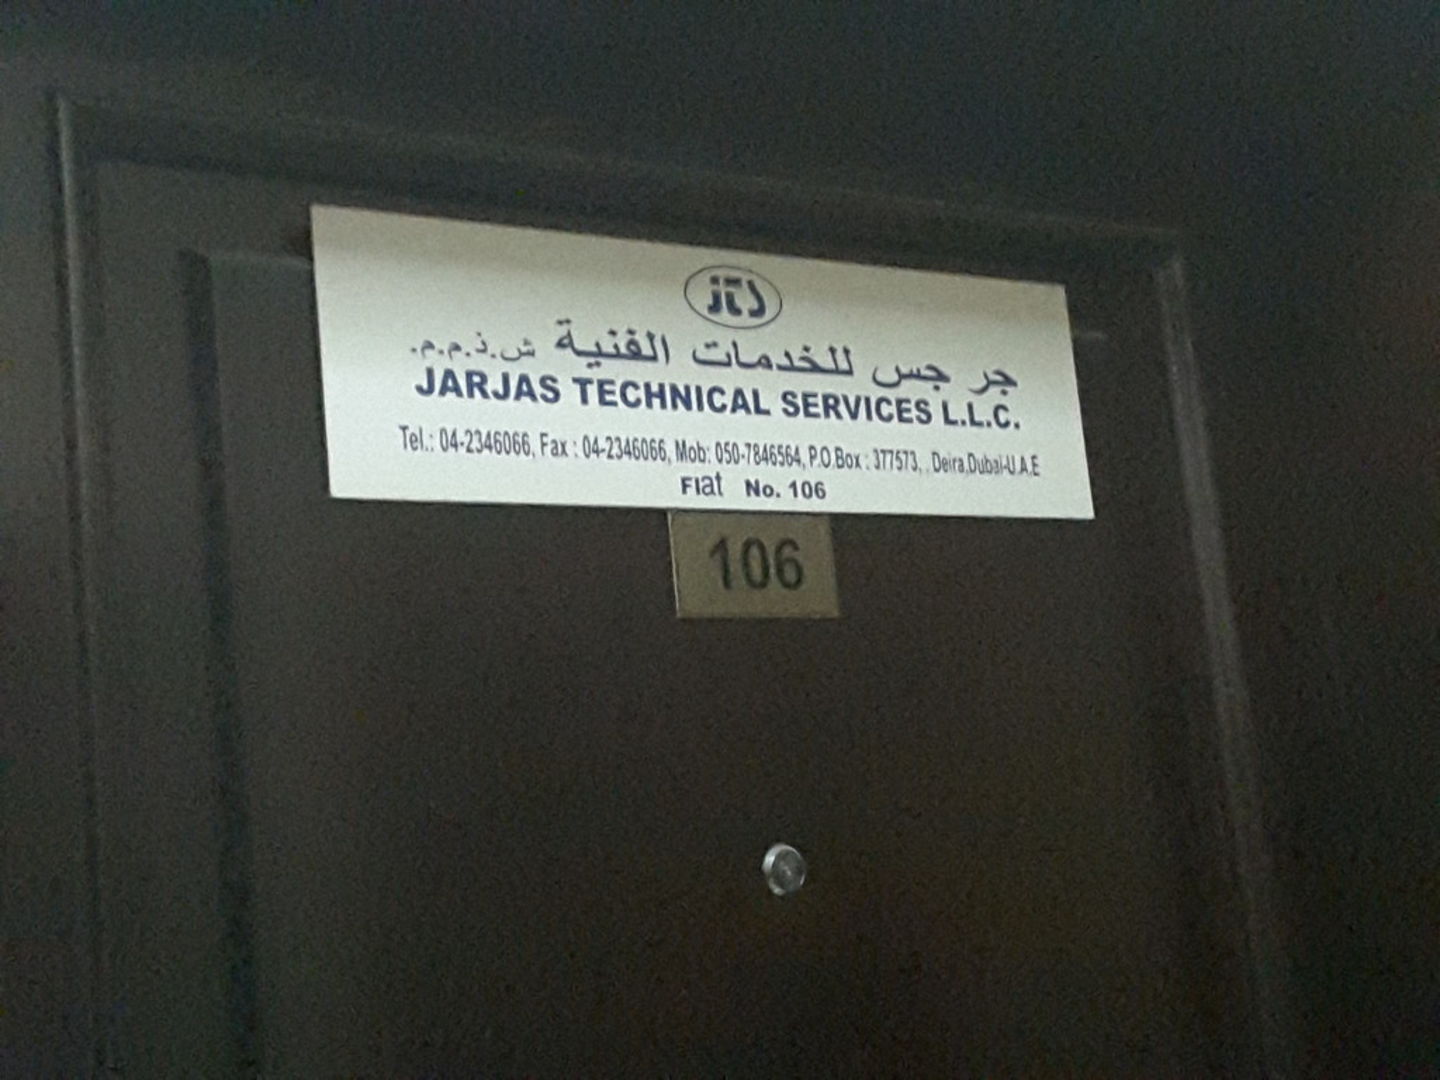 JTS
جر جس للخدمات الفنية ش.ذ.م.م.
JARJAS TECHNICAL SERVICES L.L.C.
Tel.: 04-2346066, Fax : 04-2346066, Mob: 050-7846564, P.O.Box : 377573, . Deira,Dubai-U.A.E
Flat No. 106
106